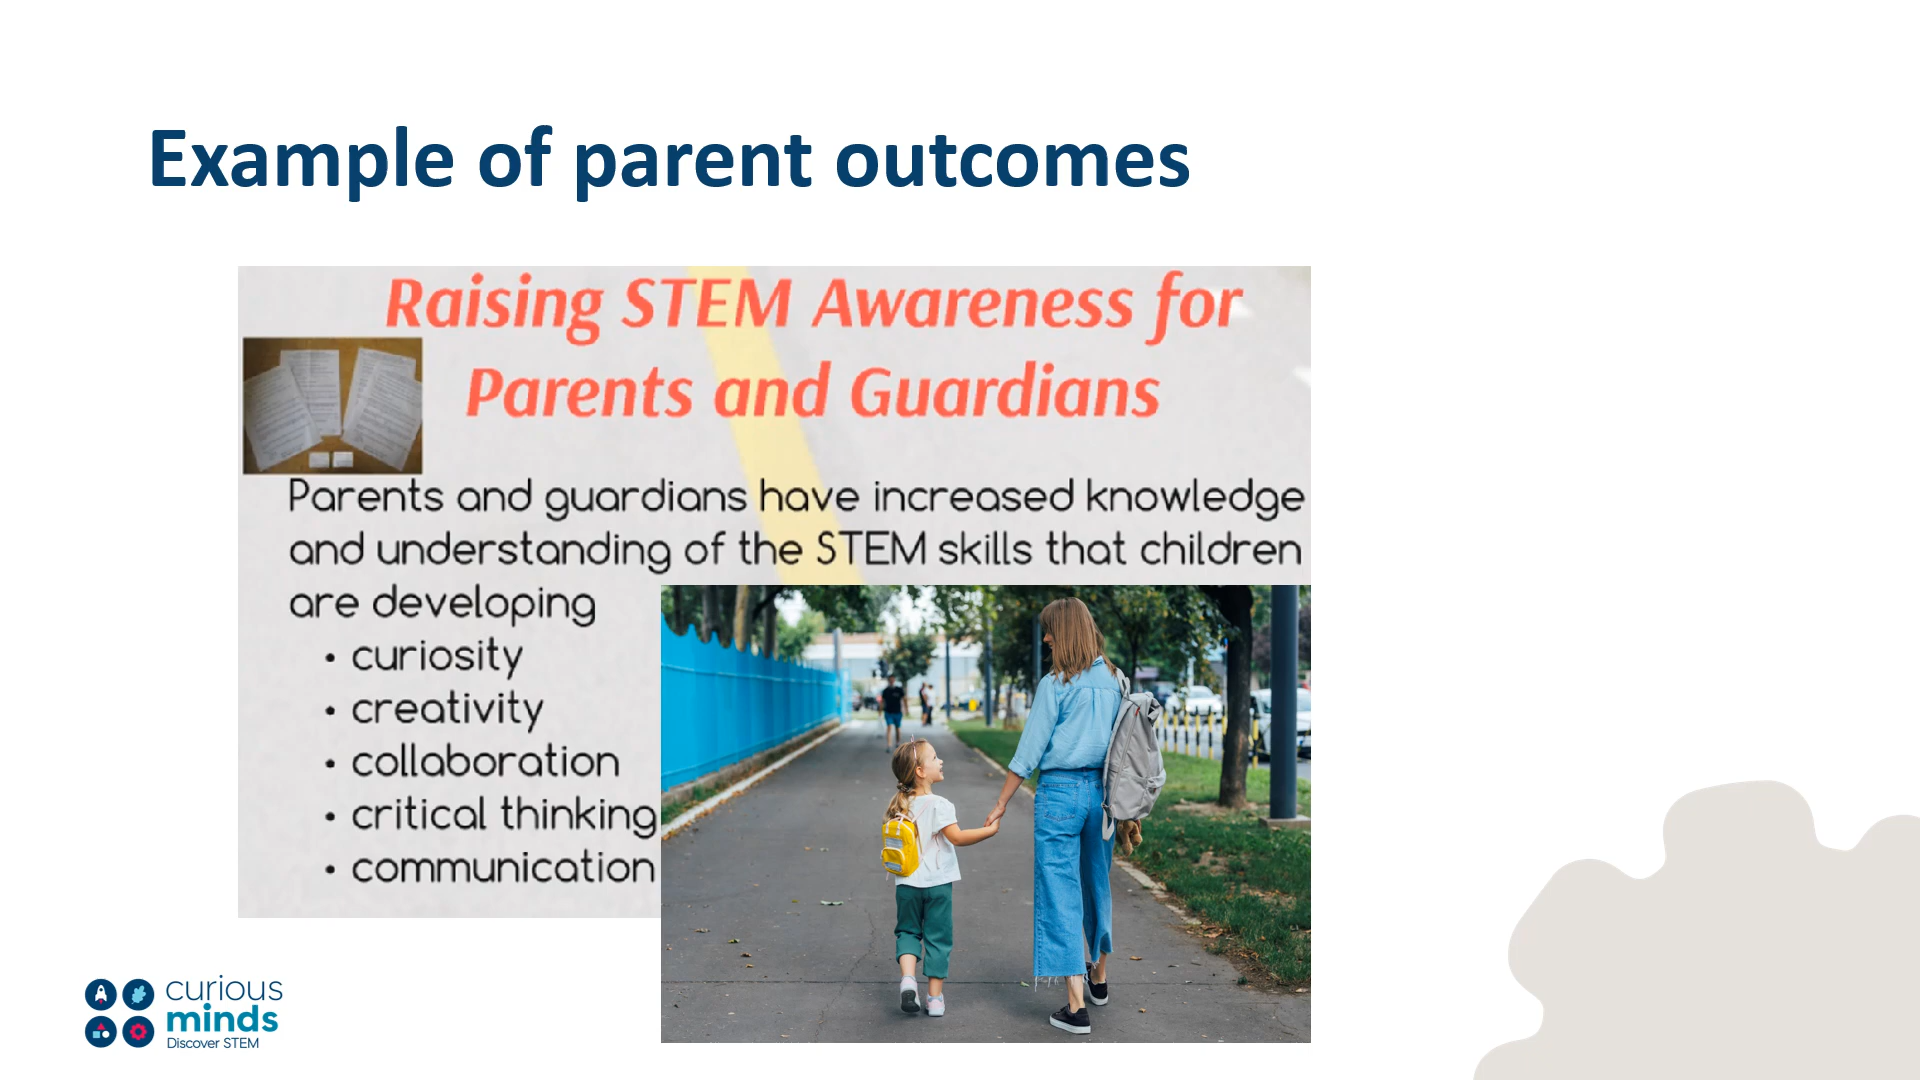 Example of parent outcomes
Raising STEM Awareness for
Parents and Guardians
Parents and guardians have increased knowledge
and understanding of the STEM skills that children
are developing
• curiosity
• creativity
• collaboration
• critical thinking
• communication
curious
minds
Discover STEM